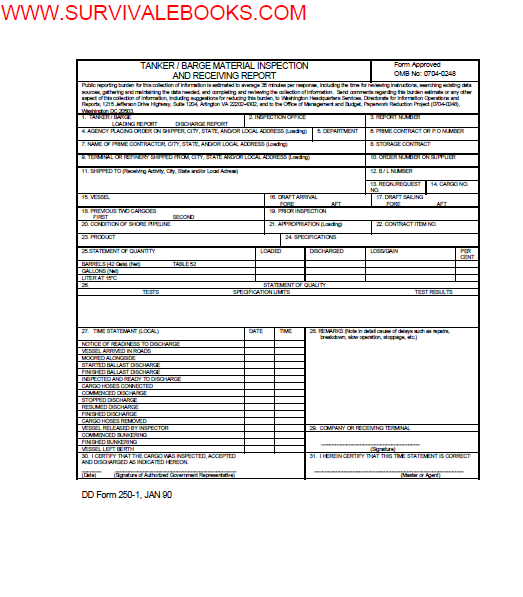 WWW.SURVIVALEBOOKS.COM
TANKER / BARGE MATERIAL INSPECTION
AND RECEIVING REPORT
Form Approved
OMB No: 0704-0248
Public reporting burden for this collection of information is estimated to average 35 minutes per response, including the time for reviewing instructions, searching existing data
sources, gathering and maintaining the data needed, and completing and reviewing the collection of information. Send comments regarding this burden estimate or any other
aspect of this collection of information, including suggestions for reducing this burden, to Washington Headquarters Services, Directorate for Information Operations and
Reports, 1215 Jefferson Drive Highway, Suite 1204, Arlington VA 22202-4302, and to the Office of Management and Budget, Paperwork Reduction Project (0704-0248),
Washington DC 20503.
1. TANKER / BARGE
LOADING REPORT DISCHARGE REPORT
2. INSPECTION OFFICE
3. REPORT NUMBER
4. AGENCY PLACING ORDER ON SHIPPER, CITY, STATE, AND/OR LOCAL ADDRESS (Loading)
5. DEPARTMENT
6. PRIME CONTRACT OR P.O NUMBER
7. NAME OF PRIME CONTRACTOR, CITY, STATE, AND/OR LOCAL ADDRESS (Loading)
8. STORAGE CONTRACT
9. TERMINAL OR REFINERY SHIPPED FROM, CITY, STATE AND/OR LOCAL ADDRESS (Loading)
10. ORDER NUMBER ON SUPPLIER
11. SHIPPED TO (Receiving Activity, City, State and/or Local Adress)
12. B / L NUMBER
13. REQN./REQUEST
NO.
14. CARGO NO.
15. VESSEL
16. DRAFT ARRIVAL
FORE AFT
17. DRAFT SAILING
FORE AFT
18. PREVIOUS TWO CARGOES
FIRST SECOND
19. PRIOR INSPECTION
20. CONDITION OF SHORE PIPELINE
21. APPROPRIATION (Loading)
22. CONTRACT ITEM NO.
23. PRODUCT
24. SPECIFICATIONS
25.STATEMENT OF QUANTITY
LOADED
DISCHARGED
LOSS/GAIN
PER
CENT
BARRELS (42 Gals) (Net) TABLE 52
GALLONS (Net)
LITER AT 15°C
26. STATEMENT OF QUALITY
TESTS SPECIFICATION LIMITS TEST RESULTS
27. TIME STATEMANT (LOCAL) DATE TIME
28. REMARKS (Note in detail cause of delays such as repairs,
breakdown, slow operation, stoppage, etc.)
NOTICE OF READINESS TO DISCHARGE
VESSEL ARRIVED IN ROADS
MOORED ALONGSIDE
STARTED BALLAST DISCHARGE
FINISHED BALLAST DISCHARGE
INSPECTED AND READY TO DISCHARGE
CARGO HOSES CONNECTED
COMMENCED DISCHARGE
STOPPED DISCHARGE
RESUMED DISCHARGE
FINISHED DISCHARGE
CARGO HOSES REMOVED
VESSEL RELEASED BY INSPECTOR
COMMENCED BUNKERING
FINISHED BUNKERING
VESSEL LEFT BERTH
29. COMPANY OR RECEIVING TERMINAL
(Signature)
30. I CERTIFY THAT THE CARGO WAS INSPECTED, ACCEPTED
AND DISCHARGED AS INDICATED HEREON.
(Date) (Signature of Authorized Government Representative)
31. I HEREIN CERTIFY THAT THIS TIME STATEMENT IS CORRECT
(Master or Agent)
DD Form 250-1, JAN 90